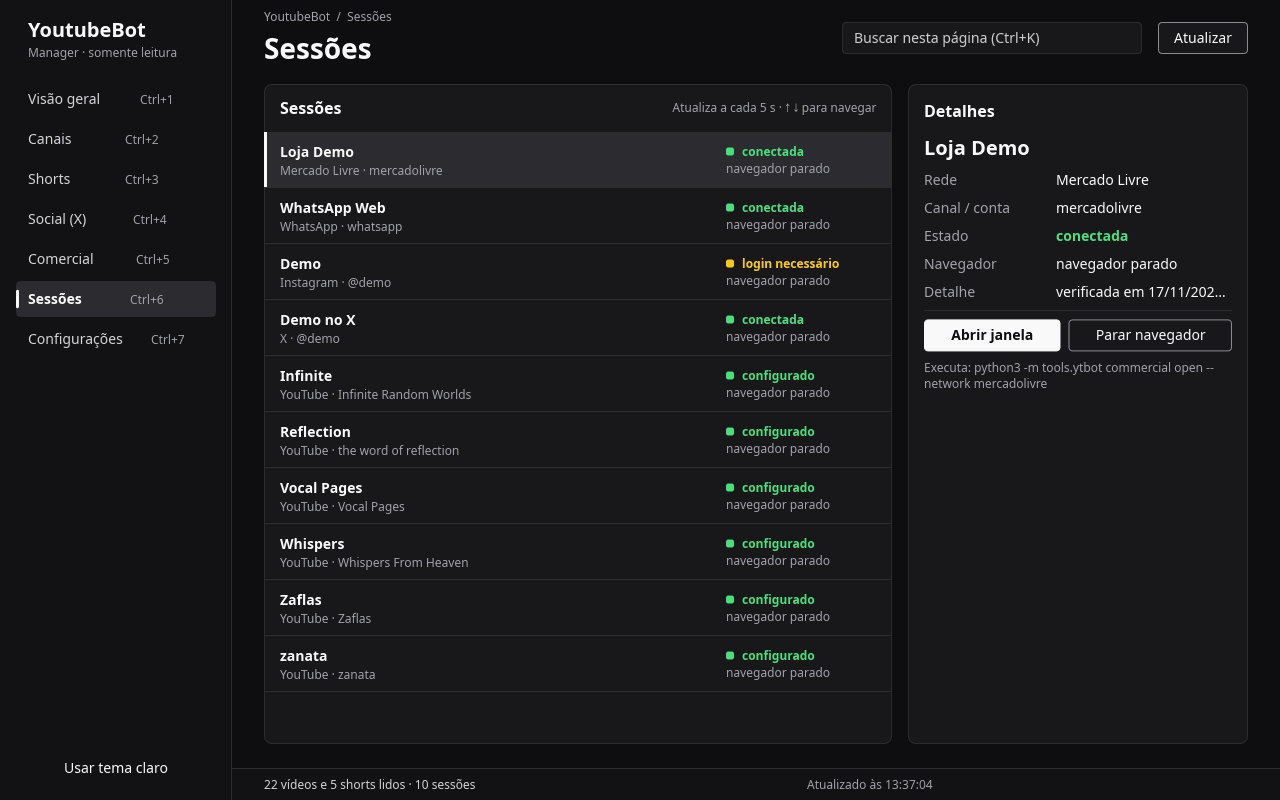 YoutubeBot
Manager · somente leitura
Visão geral Ctrl+1
Canais Ctrl+2
Shorts Ctrl+3
Social (X) Ctrl+4
Comercial Ctrl+5
Sessões Ctrl+6
Configurações Ctrl+7
Usar tema claro
YoutubeBot / Sessões
Sessões
Buscar nesta página (Ctrl+K)
Atualizar
Sessões
Atualiza a cada 5 s · ↑ ↓ para navegar
Loja Demo
Mercado Livre · mercadolivre
conectada
navegador parado
WhatsApp Web
WhatsApp · whatsapp
conectada
navegador parado
Demo
Instagram · @demo
login necessário
navegador parado
Demo no X
X · @demo
conectada
navegador parado
Infinite
YouTube · Infinite Random Worlds
configurado
navegador parado
Reflection
YouTube · the word of reflection
configurado
navegador parado
Vocal Pages
YouTube · Vocal Pages
configurado
navegador parado
Whispers
YouTube · Whispers From Heaven
configurado
navegador parado
Zaflas
YouTube · Zaflas
configurado
navegador parado
zanata
YouTube · zanata
configurado
navegador parado
Detalhes
Loja Demo
Rede Mercado Livre
Canal / conta mercadolivre
Estado conectada
Navegador navegador parado
Detalhe verificada em 17/11/202...
Abrir janela
Parar navegador
Executa: python3 -m tools.ytbot commercial open --
network mercadolivre
22 vídeos e 5 shorts lidos · 10 sessões
Atualizado às 13:37:04